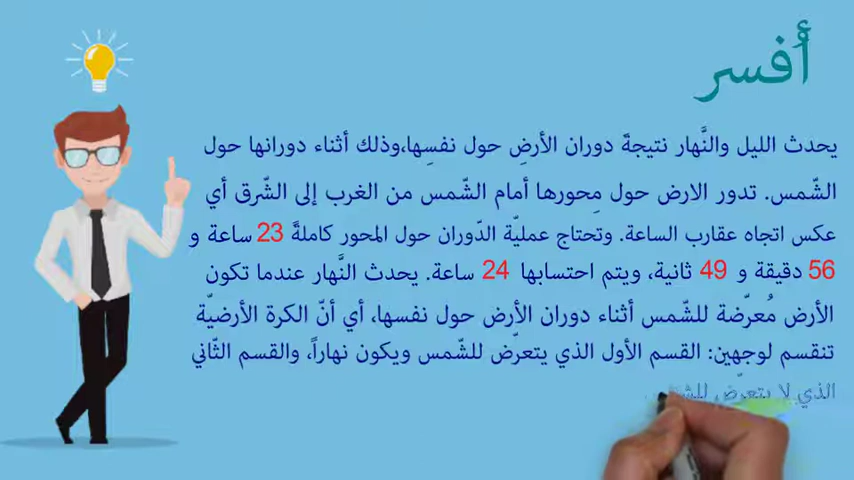 أفسر
يحدث الليل والنَّهار نتيجةَ دوران الأرضِ حول نفسِها،وذلك أثناء دورانها حول
الشّمس. تدور الارض حول مِحورها أمام الشّمس من الغرب إلى الشّرق أي
عكس اتجاه عقارب الساعة. وتحتاج عمليّة الدّوران حول المحور كاملةً 23 ساعة و
56 دقيقة و 49 ثانية، ويتم احتسابها 24 ساعة. يحدث النَّهار عندما تكون
الأرض مُعرّضة للشّمس أثناء دوران الأرض حول نفسها، أي أنّ الكرة الأرضيّة
تنقسم لوجهين: القسم الأول الذي يتعرّض للشّمس ويكون نهاراً، والقسم الثّاني
الذي لا يتعرّض